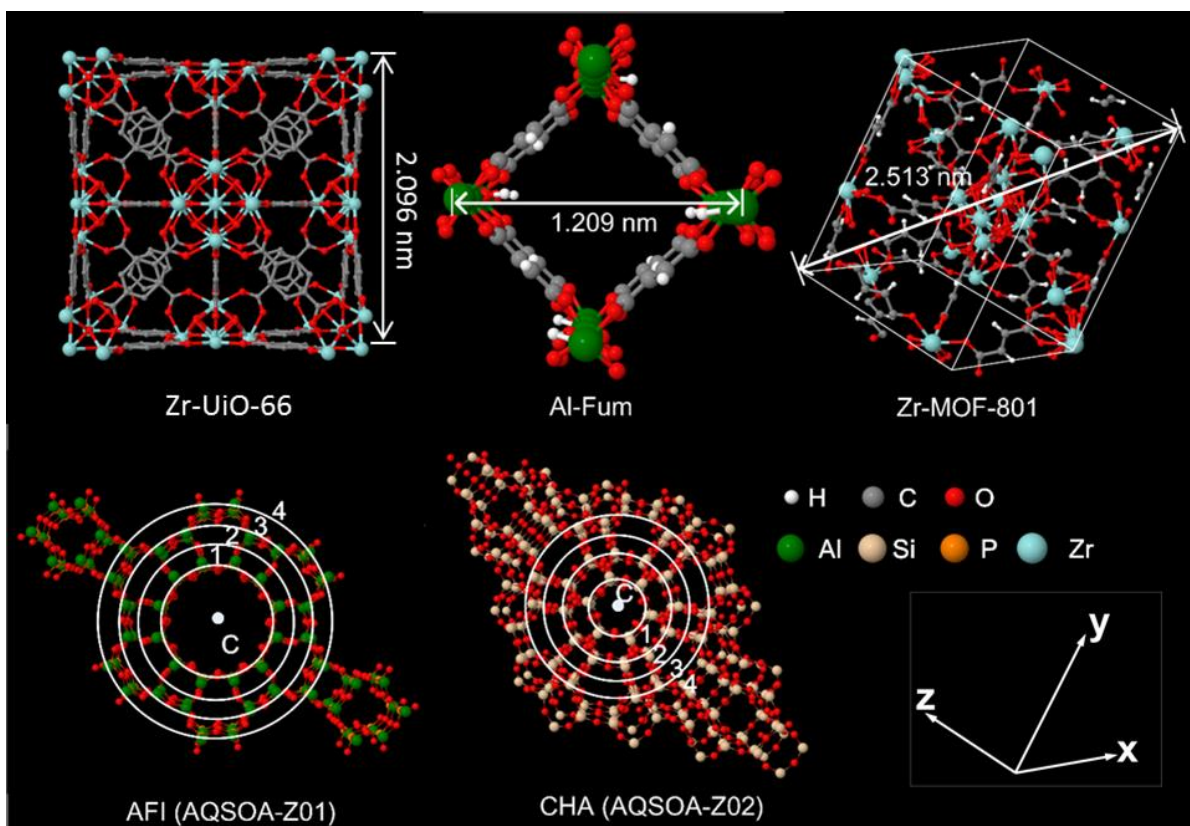 2.096 nm
1.209 nm
2.513 nm
Zr-UiO-66
Al-Fum
Zr-MOF-801
4
3
2
1
C
C
1
2
3
4
H
C
O
Al
Si
P
Zr
y
z
x
AFI (AQSOA-Z01)
CHA (AQSOA-Z02)